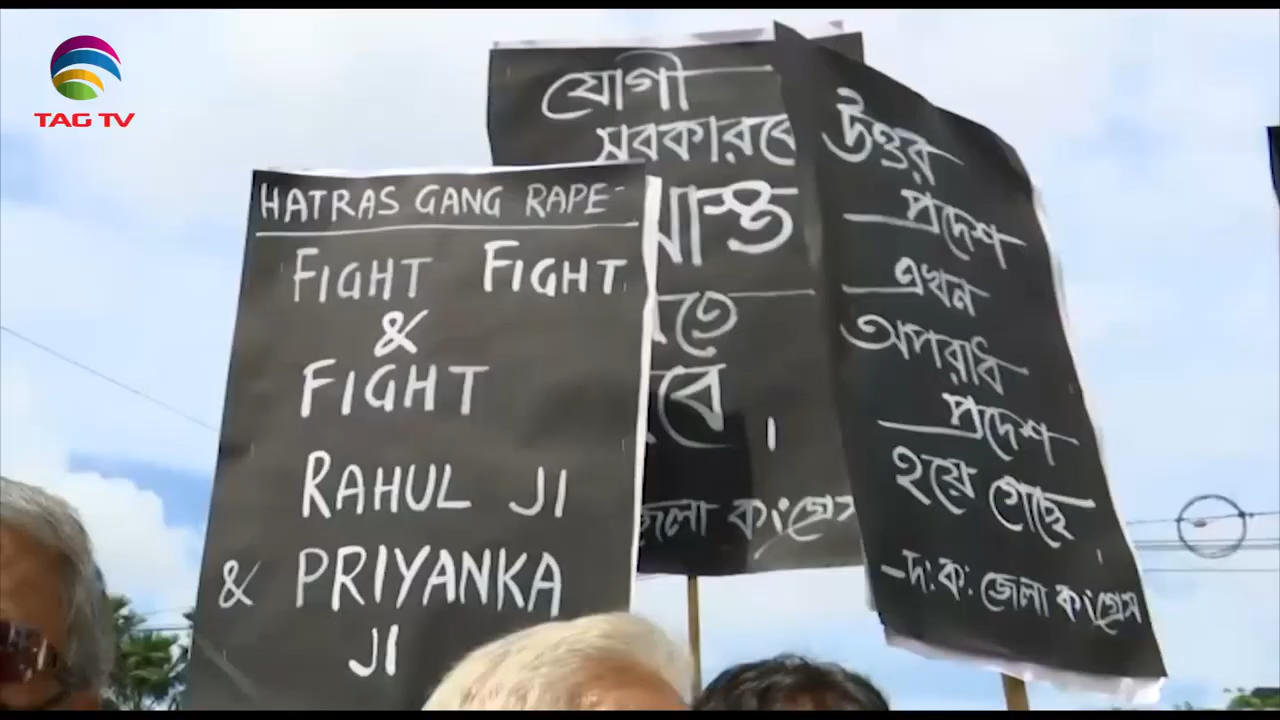 TAG TV
HATRAS GANG RAPE-
FIGHT FIGHT
&
FIGHT
RAHUL JI
& PRIYANKA
JI
যোগী
সরকারকে
জেলা কংগ্রেস
উত্তর
প্রদেশ
এখন
অপরাধ
প্রদেশ
হয়ে গেছে
-দ: ক: জেলা কংগ্রেস